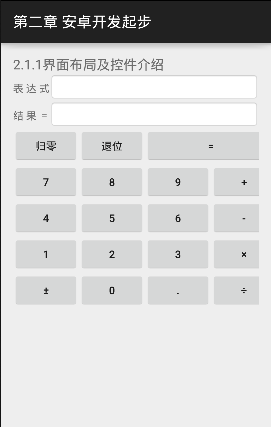 第二章 安卓开发起步
2.1.1界面布局及控件介绍
表 达 式
结 果 =
归零 退位 =
7 8 9 +
4 5 6 -
1 2 3 ×
± 0 . ÷